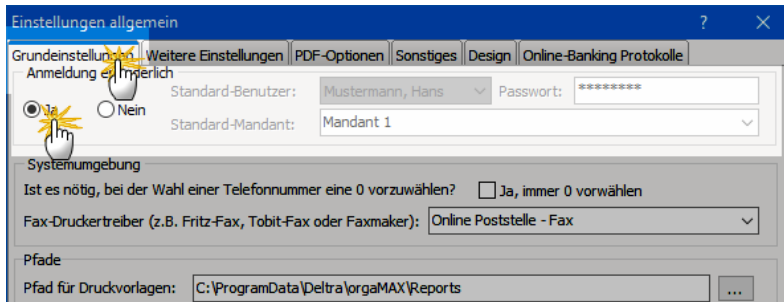 Einstellungen allgemein ?
Grundeinstellungen Weitere Einstellungen PDF-Optionen Sonstiges Design Online-Banking Protokolle
Anmeldung erforderlich
Ja Nein Standard-Benutzer: Mustermann, Hans Passwort: ********
Standard-Mandant: Mandant 1
Systemumgebung
Ist es nötig, bei der Wahl einer Telefonnummer eine 0 vorzuwählen? Ja, immer 0 vorwählen
Fax-Druckertreiber (z.B. Fritz-Fax, Tobit-Fax oder Faxmaker): Online Poststelle - Fax
Pfade
Pfad für Druckvorlagen: C:\ProgramData\Deltra\orgaMAX\Reports ...